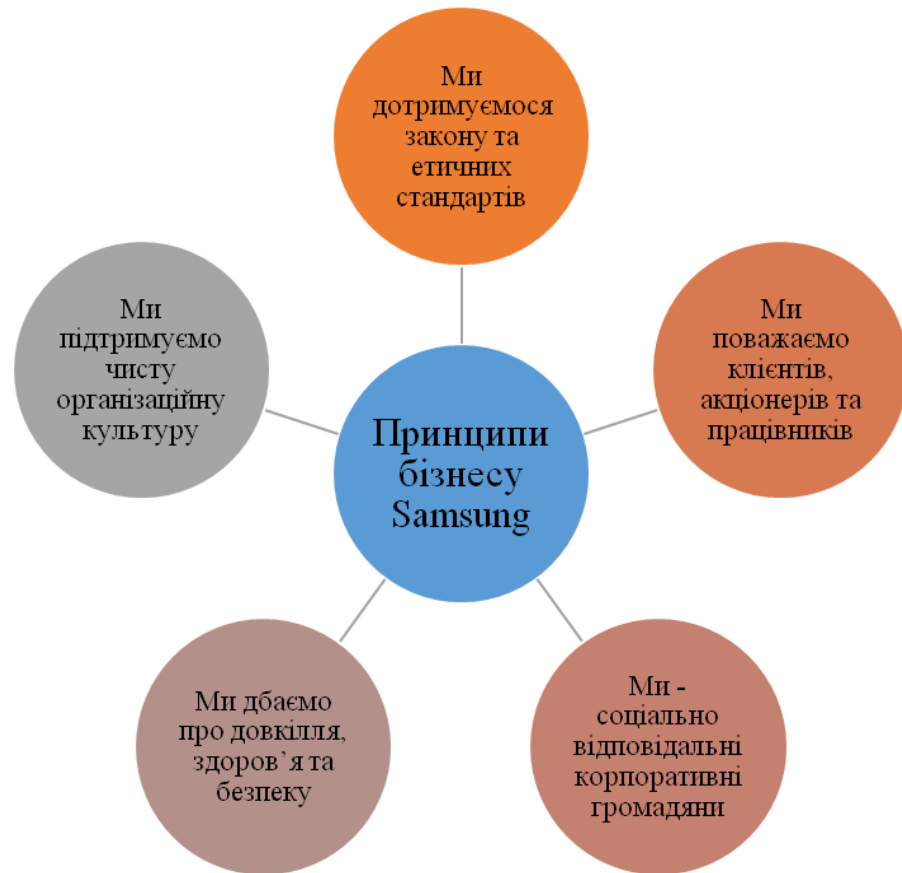 Ми
дотримуємося
закону та
етичних
стандартів
Ми
поважаємо
клієнтів,
акціонерів та
працівників
Ми -
соціально
відповідальні
корпоративні
громадяни
Ми дбаємо
про довкілля,
здоров’я та
безпеку
Ми
підтримуємо
чисту
організаційну
культуру
Принципи
бізнесу
Samsung